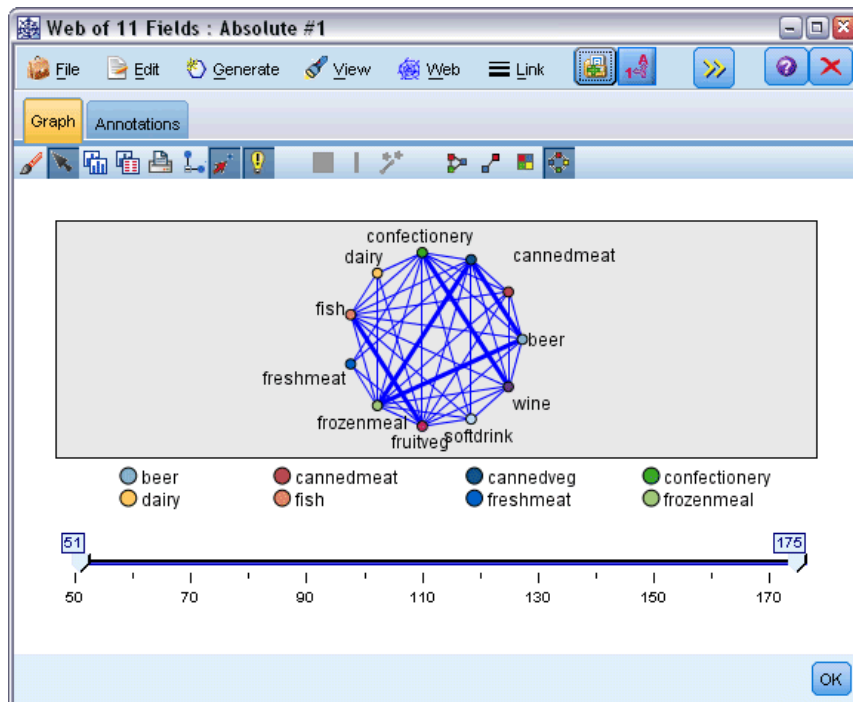 Web of 11 Fields : Absolute #1
File Edit Generate View Web Link
Graph Annotations
confectionery
dairy cannedmeat
fish
beer
freshmeat
wine
frozenmeal softdrink
fruitveg
beer cannedmeat cannedveg confectionery
dairy fish freshmeat frozenmeal
51 175
50 70 90 110 130 150 170
OK